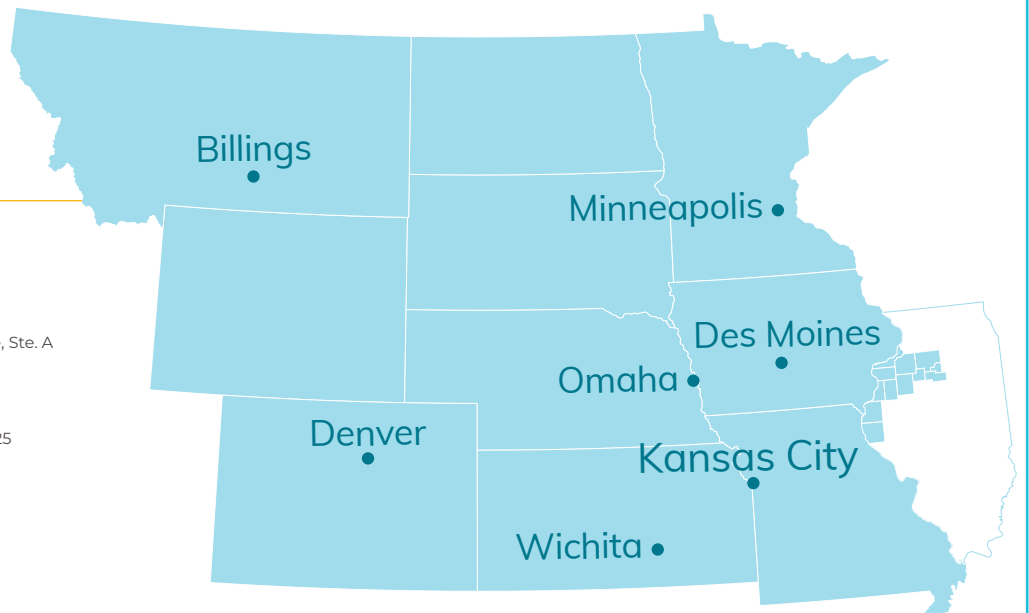 Billings
Minneapolis
, Ste. A
Des Moines
Omaha
Denver
25
Kansas City
Wichita